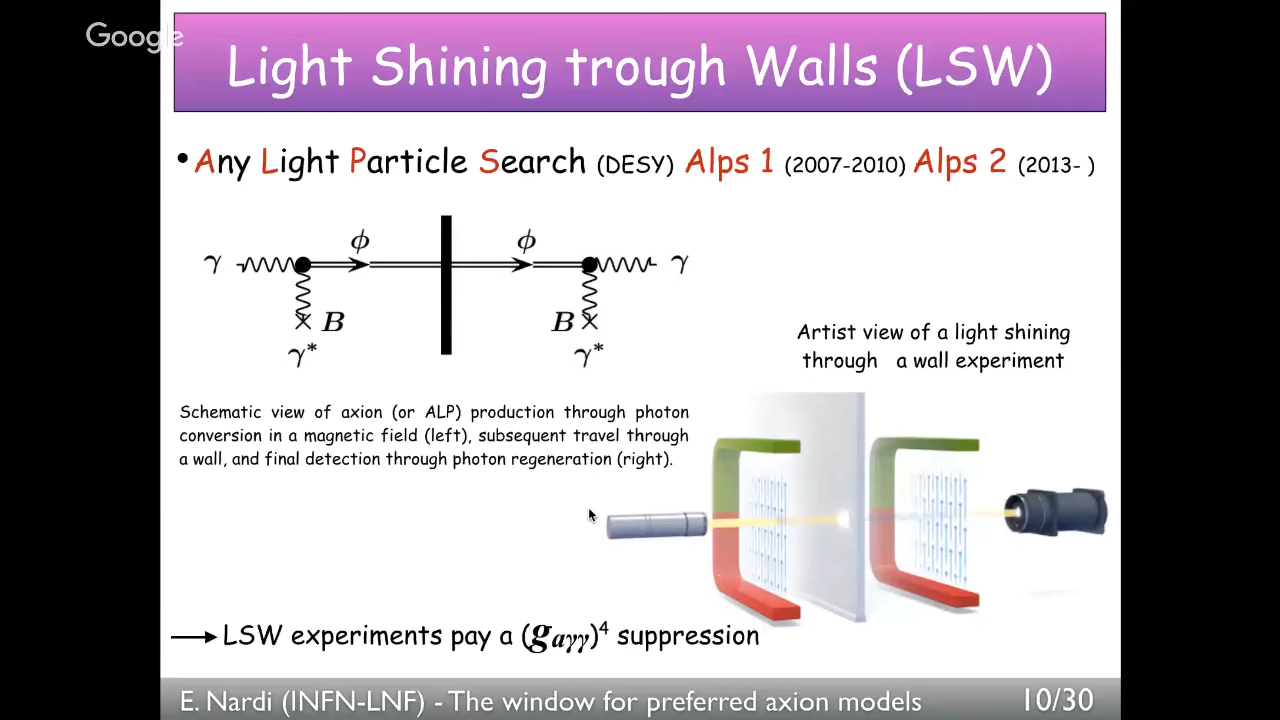 Google
Light Shining trough Walls (LSW)
• Any Light Particle Search (DESY) Alps 1 (2007-2010) Alps 2 (2013- )
γ ϕ ϕ γ
B B
γ* γ*
Artist view of a light shining
through a wall experiment
Schematic view of axion (or ALP) production through photon
conversion in a magnetic field (left), subsequent travel through
a wall, and final detection through photon regeneration (right).
⟶ LSW experiments pay a (gaγγ)⁴ suppression
E. Nardi (INFN-LNF) - The window for preferred axion models 10/30